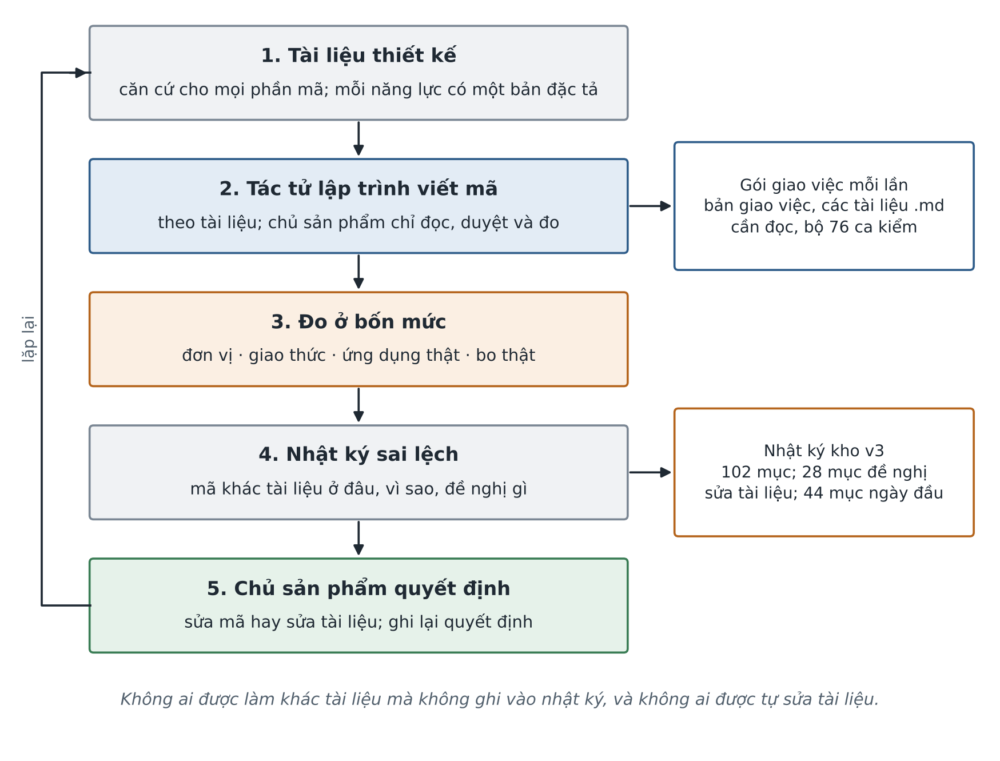 1. Tài liệu thiết kế
căn cứ cho mọi phần mã; mỗi năng lực có một bản đặc tả
2. Tác tử lập trình viết mã
theo tài liệu; chủ sản phẩm chỉ đọc, duyệt và đo
Gói giao việc mỗi lần
bản giao việc, các tài liệu .md
cần đọc, bộ 76 ca kiểm
3. Đo ở bốn mức
đơn vị · giao thức · ứng dụng thật · bo thật
lặp lại
4. Nhật ký sai lệch
mã khác tài liệu ở đâu, vì sao, đề nghị gì
Nhật ký kho v3
102 mục; 28 mục đề nghị
sửa tài liệu; 44 mục ngày đầu
5. Chủ sản phẩm quyết định
sửa mã hay sửa tài liệu; ghi lại quyết định
Không ai được làm khác tài liệu mà không ghi vào nhật ký, và không ai được tự sửa tài liệu.